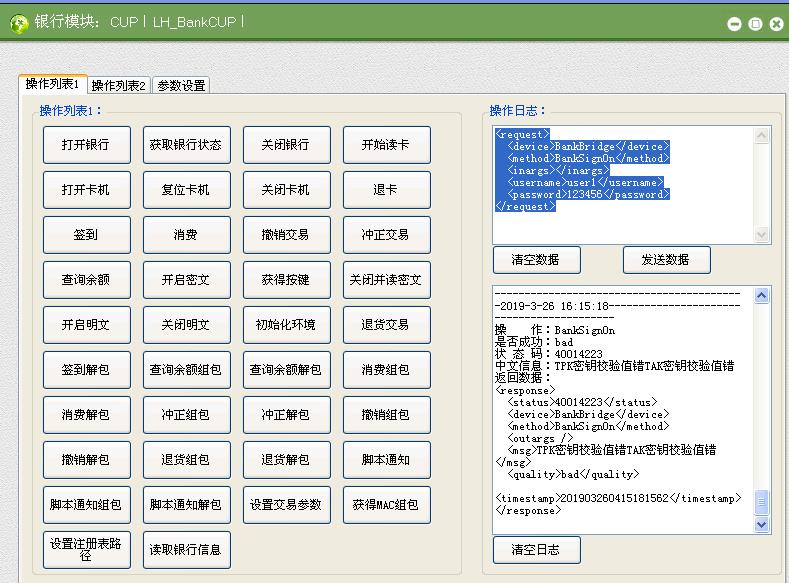 银行模块: CUP | LH_BankCUP |
操作列表1 操作列表2 参数设置
操作列表1：
打开银行 获取银行状态 关闭银行 开始读卡
打开卡机 复位卡机 关闭卡机 退卡
签到 消费 撤销交易 冲正交易
查询余额 开启密文 获得按键 关闭并读密文
开启明文 关闭明文 初始化环境 退货交易
签到解包 查询余额组包 查询余额解包 消费组包
消费解包 冲正组包 冲正解包 撤销组包
撤销解包 退货组包 退货解包 脚本通知
脚本通知组包 脚本通知解包 设置交易参数 获得MAC组包
设置注册表路
径
读取银行信息
操作日志：
<request>
<device>BankBridge</device>
<method>BankSignOn</method>
<inargs></inargs>
<username>user1</username>
<password>123456</password>
</request>
清空数据 发送数据
-----------------------------------------
-2019-3-26 16:15:18----------------------
--------------------
操　　作：BankSignOn
是否成功：bad
状 态 码：40014223
中文信息：TPK密钥校验值错TAK密钥校验值错
返回数据：
<response>
<status>40014223</status>
<device>BankBridge</device>
<method>BankSignOn</method>
<outargs />
<msg>TPK密钥校验值错TAK密钥校验值错
</msg>
<quality>bad</quality>
<timestamp>201903260415181562</timestamp>
</response>
清空日志